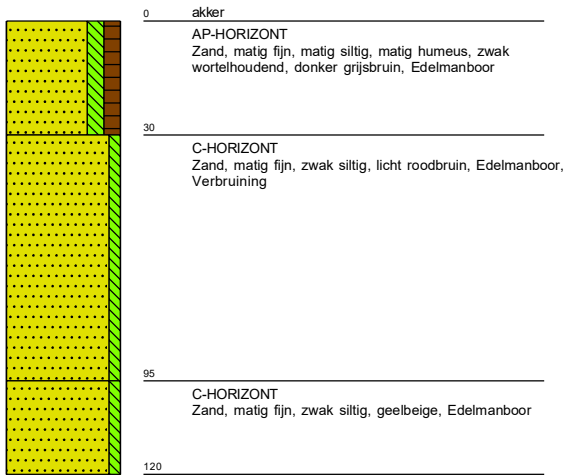 0 akker
AP-HORIZONT
Zand, matig fijn, matig siltig, matig humeus, zwak
wortelhoudend, donker grijsbruin, Edelmanboor
30
C-HORIZONT
Zand, matig fijn, zwak siltig, licht roodbruin, Edelmanboor,
Verbruining
95
C-HORIZONT
Zand, matig fijn, zwak siltig, geelbeige, Edelmanboor
120